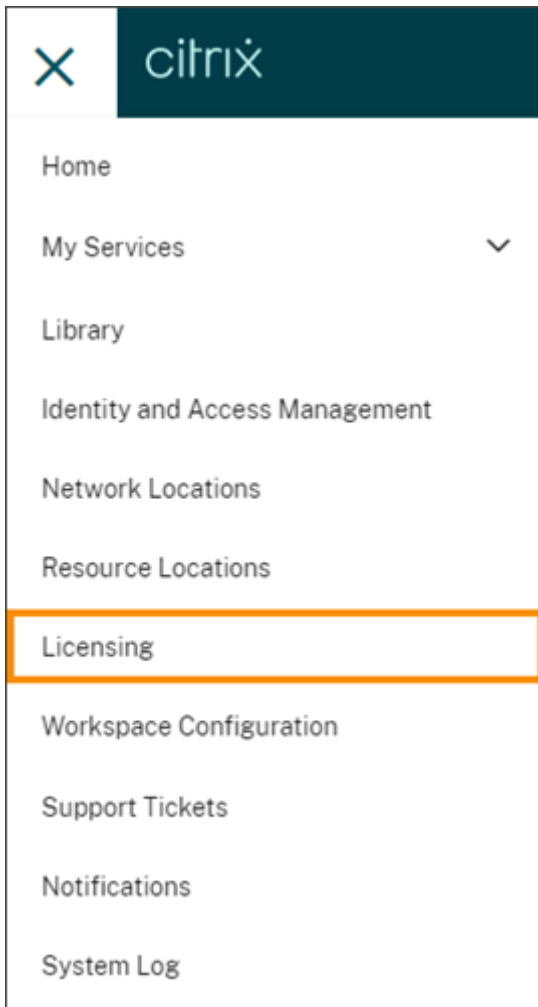 citrix
Home
My Services
Library
Identity and Access Management
Network Locations
Resource Locations
Licensing
Workspace Configuration
Support Tickets
Notifications
System Log